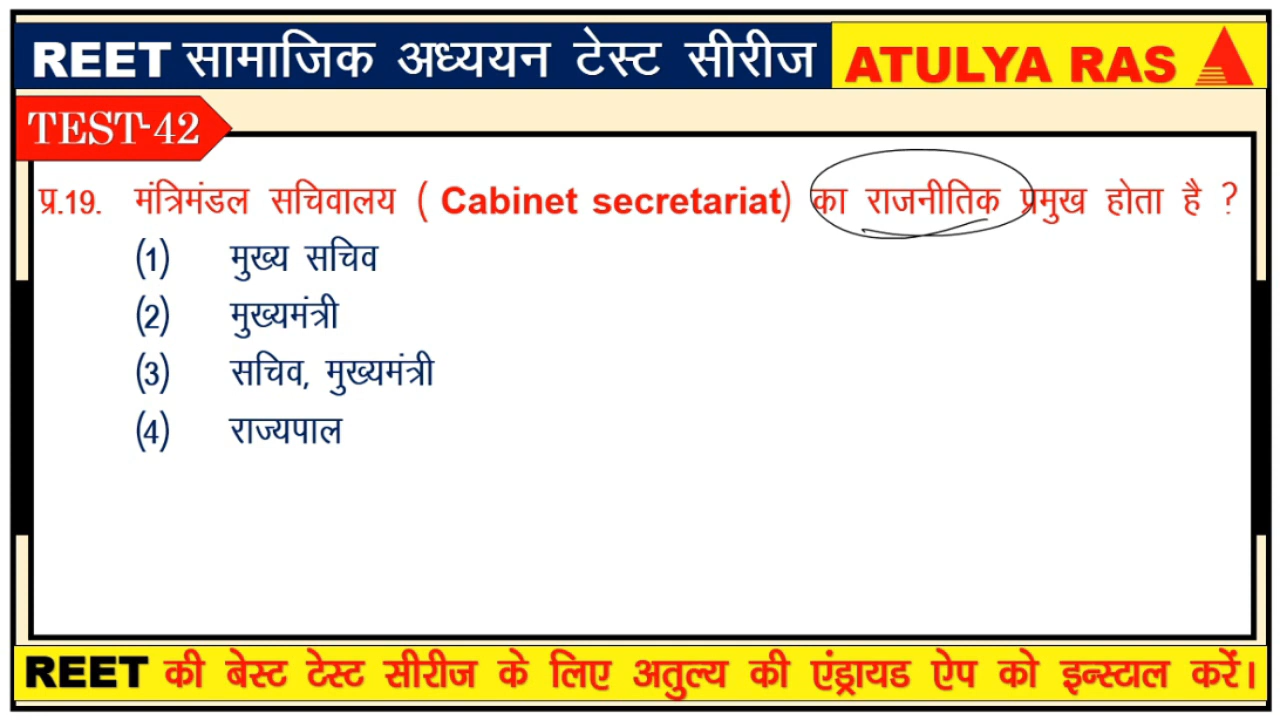 REET सामाजिक अध्ययन टेस्ट सीरीज ATULYA RAS
TEST-42
प्र.19. मंत्रिमंडल सचिवालय ( Cabinet secretariat) का राजनीतिक प्रमुख होता है ?
(1) मुख्य सचिव
(2) मुख्यमंत्री
(3) सचिव, मुख्यमंत्री
(4) राज्यपाल
REET की बेस्ट टेस्ट सीरीज के लिए अतुल्य की एंड्रायड ऐप को इन्स्टाल करें।